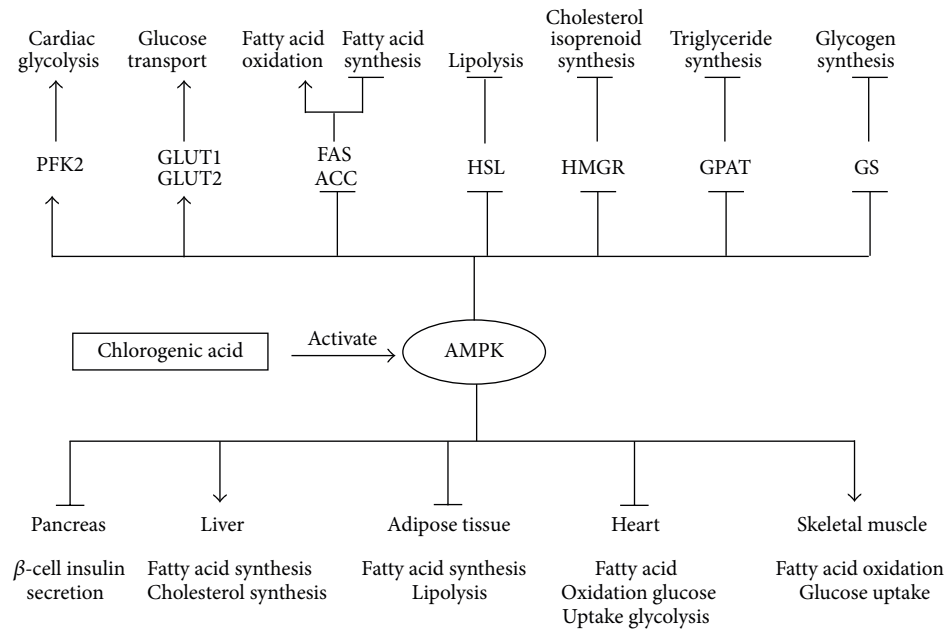 Cardiac
glycolysis
Glucose
transport
Fatty acid
oxidation
Fatty acid
synthesis
Lipolysis
Cholesterol
isoprenoid
synthesis
Triglyceride
synthesis
Glycogen
synthesis
PFK2
GLUT1
GLUT2
FAS
ACC
HSL
HMGR
GPAT
GS
Chlorogenic acid
Activate
AMPK
Pancreas
β-cell insulin
secretion
Liver
Fatty acid synthesis
Cholesterol synthesis
Adipose tissue
Fatty acid synthesis
Lipolysis
Heart
Fatty acid
Oxidation glucose
Uptake glycolysis
Skeletal muscle
Fatty acid oxidation
Glucose uptake